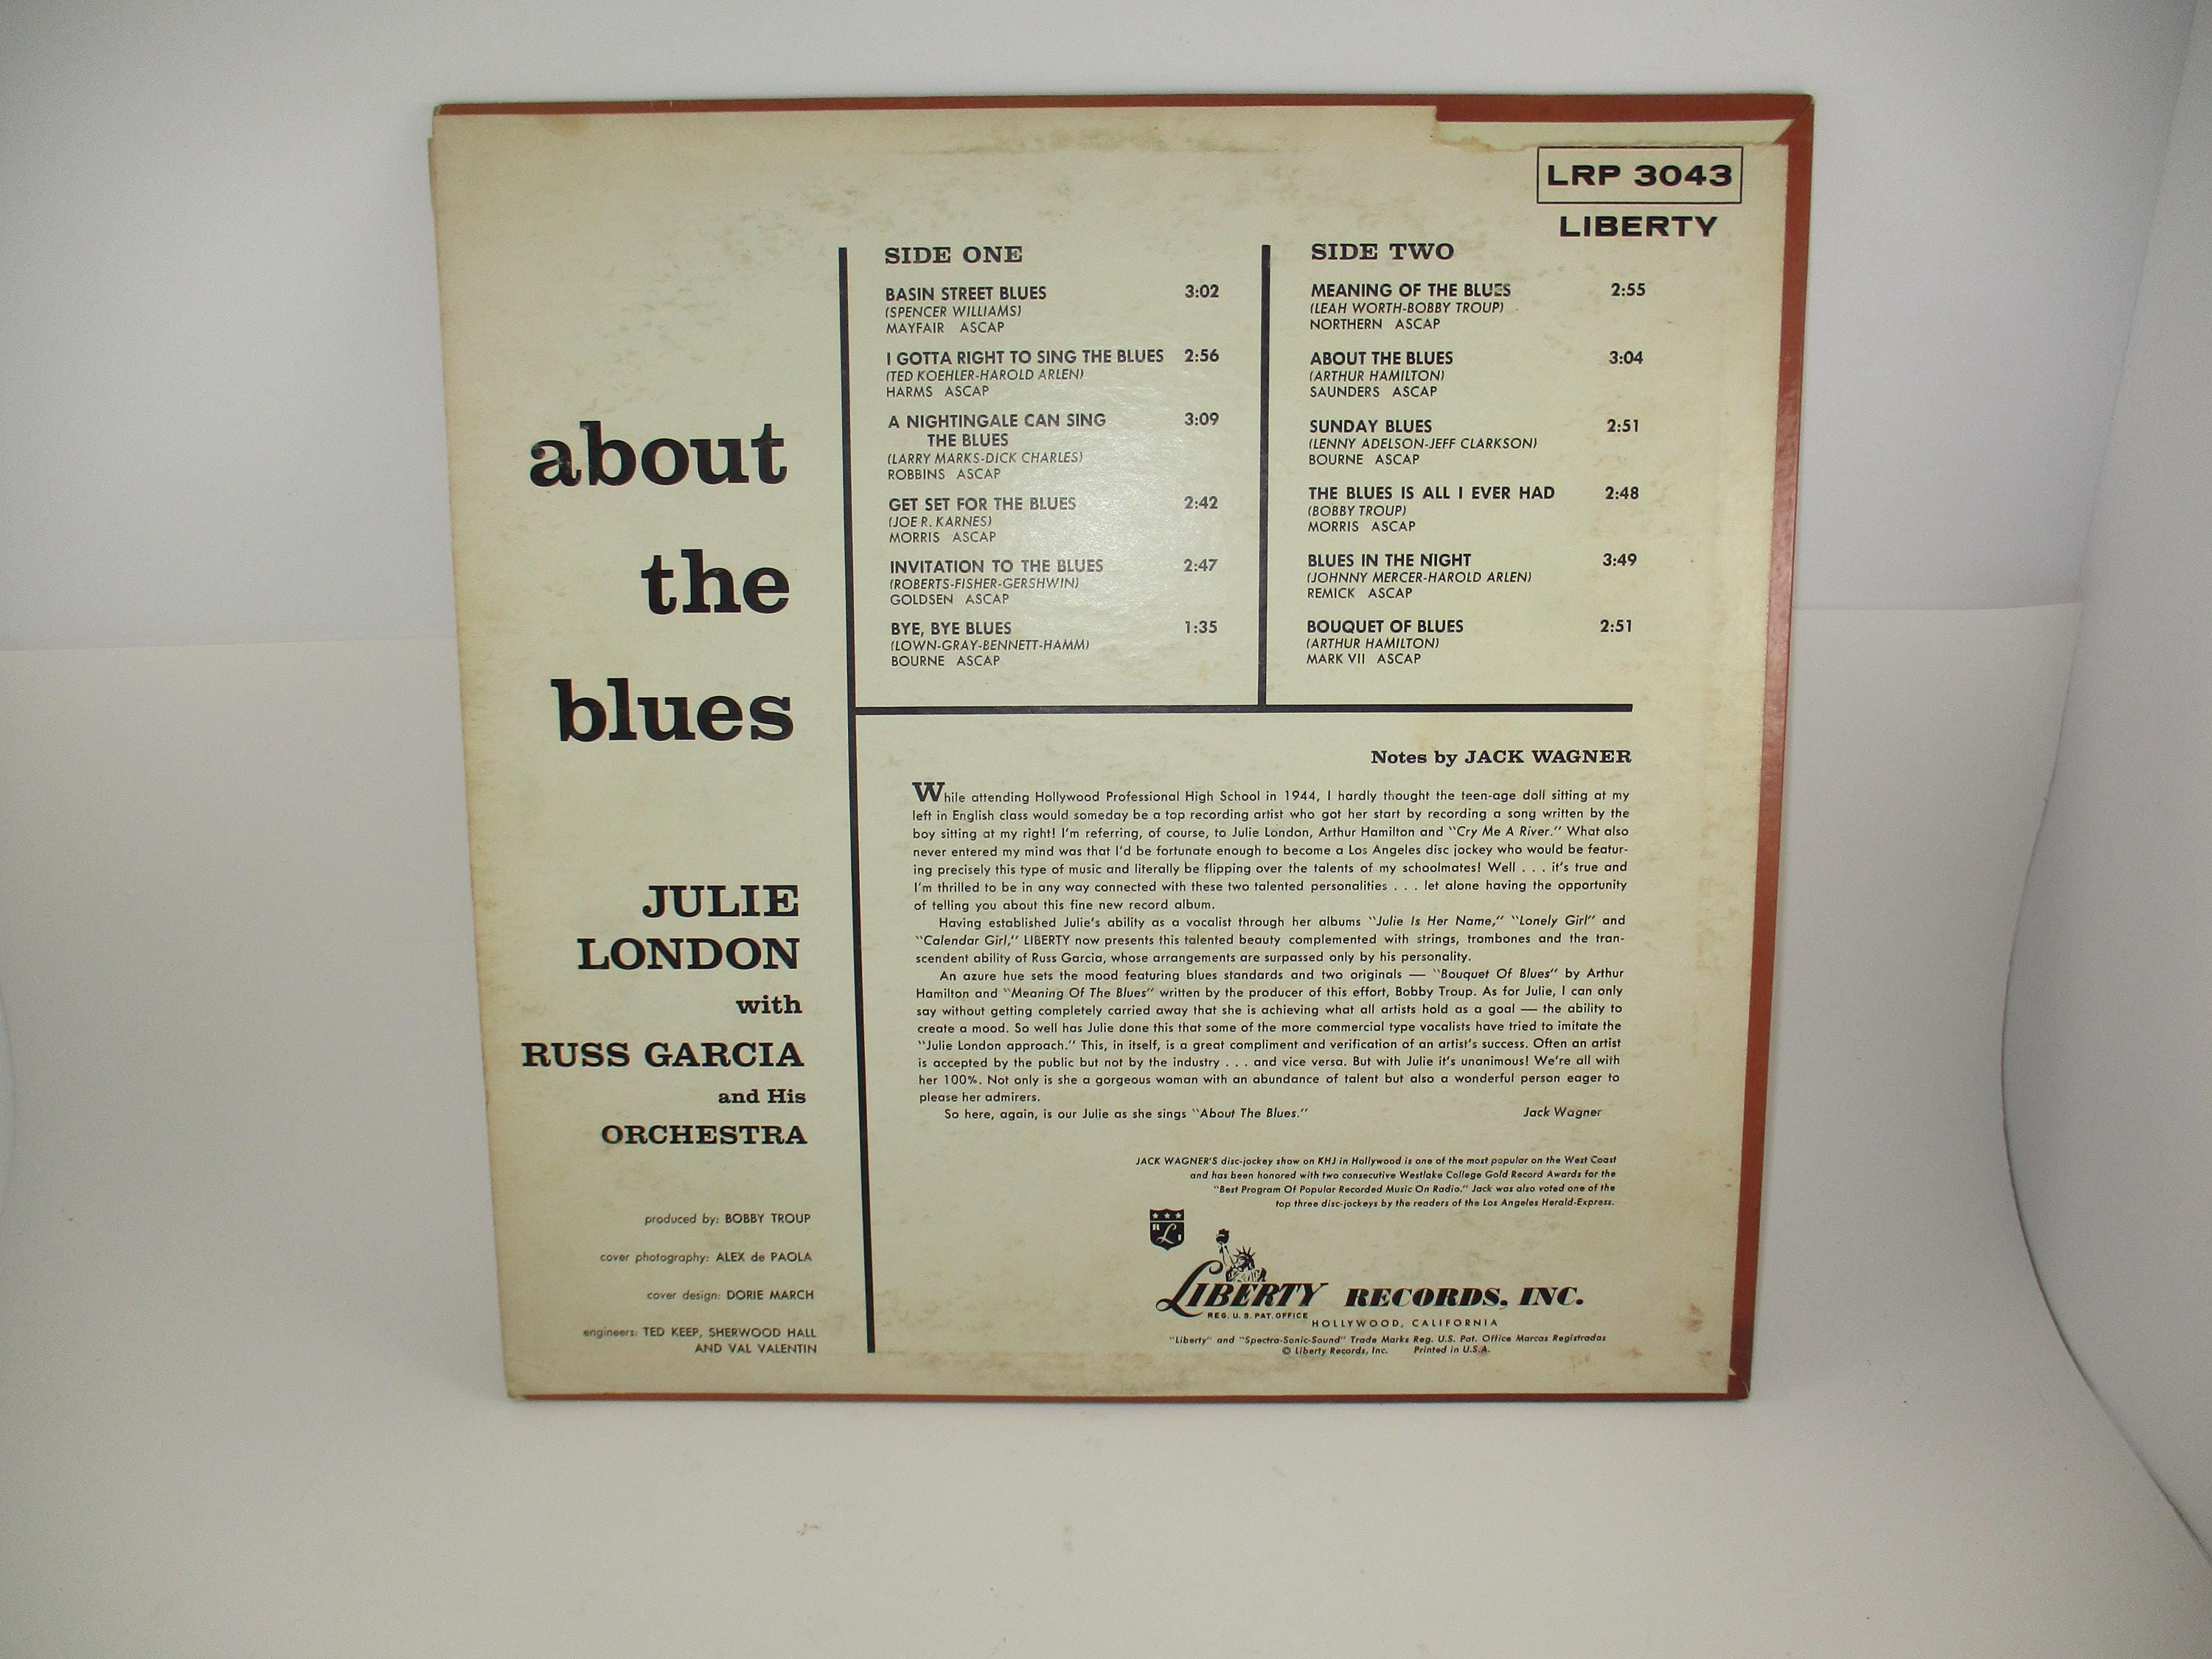 LRP 3043
LIBERTY
about
the
blues
JULIE
LONDON
with
RUSS GARCIA
and His
ORCHESTRA
produced by: BOBBY TROUP
cover photography: ALEX de PAOLA
cover design: DORIE MARCH
engineers: TED KEEP, SHERWOOD HALL
AND VAL VALENTIN
SIDE ONE
BASIN STREET BLUES 3:02
(SPENCER WILLIAMS)
MAYFAIR ASCAP
I GOTTA RIGHT TO SING THE BLUES 2:56
(TED KOEHLER-HAROLD ARLEN)
HARMS ASCAP
A NIGHTINGALE CAN SING 3:09
THE BLUES
(LARRY MARKS-DICK CHARLES)
ROBBINS ASCAP
GET SET FOR THE BLUES 2:42
(JOE R. KARNES)
MORRIS ASCAP
INVITATION TO THE BLUES 2:47
(ROBERTS-FISHER-GERSHWIN)
GOLDSEN ASCAP
BYE, BYE BLUES 1:35
(LOWN-GRAY-BENNETT-HAMM)
BOURNE ASCAP
SIDE TWO
MEANING OF THE BLUES 2:55
(LEAH WORTH-BOBBY TROUP)
NORTHERN ASCAP
ABOUT THE BLUES 3:04
(ARTHUR HAMILTON)
SAUNDERS ASCAP
SUNDAY BLUES 2:51
(LENNY ADELSON-JEFF CLARKSON)
BOURNE ASCAP
THE BLUES IS ALL I EVER HAD 2:48
(BOBBY TROUP)
MORRIS ASCAP
BLUES IN THE NIGHT 3:49
(JOHNNY MERCER-HAROLD ARLEN)
REMICK ASCAP
BOUQUET OF BLUES 2:51
(ARTHUR HAMILTON)
MARK VII ASCAP
Notes by JACK WAGNER
While attending Hollywood Professional High School in 1944, I hardly thought the teen-age doll sitting at my
left in English class would someday be a top recording artist who got her start by recording a song written by the
boy sitting at my right! I'm referring, of course, to Julie London, Arthur Hamilton and "Cry Me A River." What also
never entered my mind was that I'd be fortunate enough to become a Los Angeles disc jockey who would be featur-
ing precisely this type of music and literally be flipping over the talents of my schoolmates! Well . . . it's true and
I'm thrilled to be in any way connected with these two talented personalities . . . let alone having the opportunity
of telling you about this fine new record album.
Having established Julie's ability as a vocalist through her albums "Julie Is Her Name," "Lonely Girl" and
"Calendar Girl," LIBERTY now presents this talented beauty complemented with strings, trombones and the tran-
scendent ability of Russ Garcia, whose arrangements are surpassed only by his personality.
An azure hue sets the mood featuring blues standards and two originals — "Bouquet Of Blues" by Arthur
Hamilton and "Meaning Of The Blues" written by the producer of this effort, Bobby Troup. As for Julie, I can only
say without getting completely carried away that she is achieving what all artists hold as a goal — the ability to
create a mood. So well has Julie done this that some of the more commercial type vocalists have tried to imitate the
"Julie London approach." This, in itself, is a great compliment and verification of an artist's success. Often an artist
is accepted by the public but not by the industry . . . and vice versa. But with Julie it's unanimous! We're all with
her 100%. Not only is she a gorgeous woman with an abundance of talent but also a wonderful person eager to
please her admirers.
So here, again, is our Julie as she sings "About The Blues." Jack Wagner
JACK WAGNER'S disc-jockey show on KHJ in Hollywood is one of the most popular on the West Coast
and has been honored with two consecutive Westlake College Gold Record Awards for the
"Best Program Of Popular Recorded Music On Radio." Jack was also voted one of the
top three disc-jockeys by the readers of the Los Angeles Herald-Express.
LIBERTY RECORDS, INC.
REG. U. S. PAT. OFFICE
HOLLYWOOD, CALIFORNIA
"Liberty" and "Spectra-Sonic-Sound" Trade Marks Reg. U.S. Pat. Office Marcas Registradas
© Liberty Records, Inc. Printed in U.S.A.